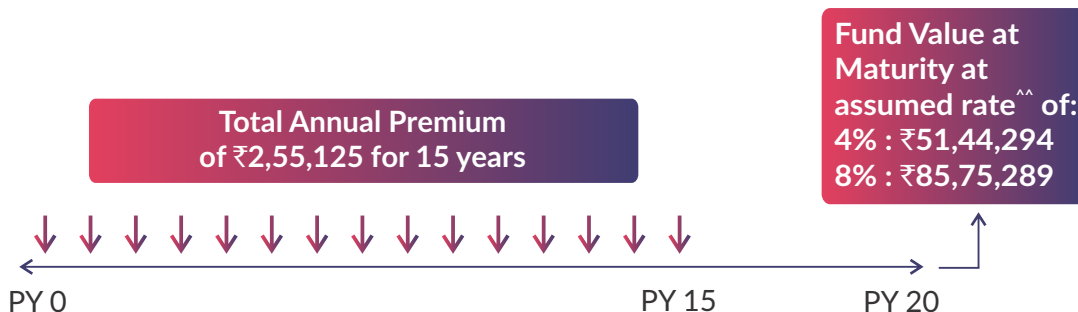 Total Annual Premium
of ₹2,55,125 for 15 years
Fund Value at
Maturity at
assumed rate^^ of:
4% : ₹51,44,294
8% : ₹85,75,289
PY 0
PY 15
PY 20